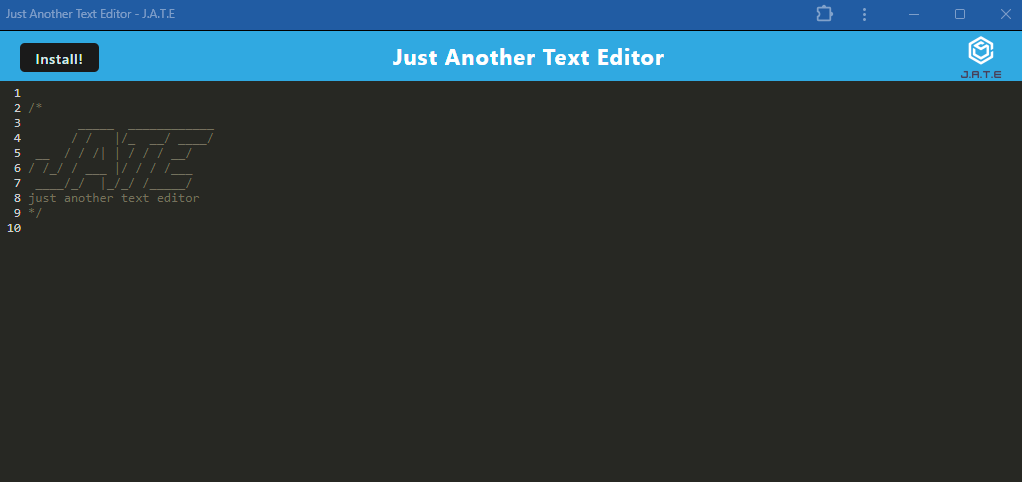 Just Another Text Editor - J.A.T.E
Install!
Just Another Text Editor
J.A.T.E
1
2 /*
3        _____  ____________
4       / /   |/_  __/ ____/
5  __  / / /| | / / / __/
6 / /_/ / ___ |/ / / /___
7  ____/_/  |_/_/ /_____/
8 just another text editor
9 */
10